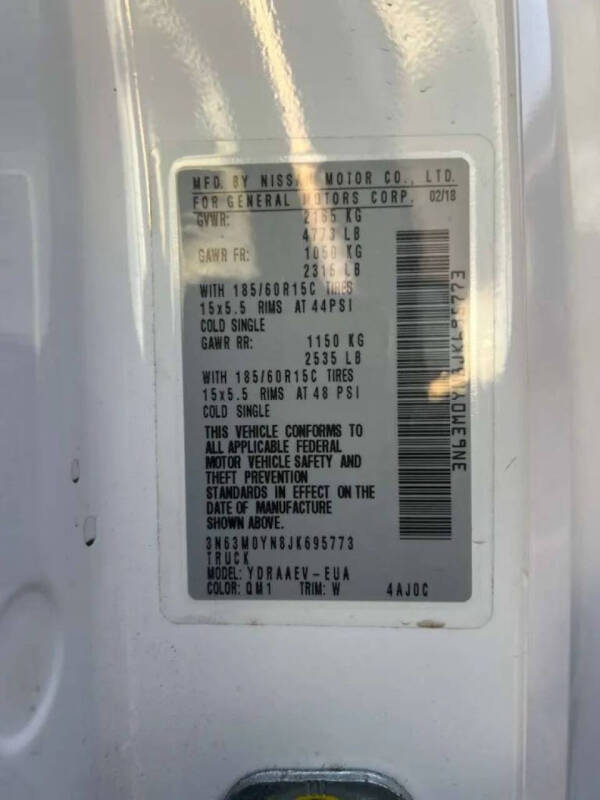 MFD. BY NISSAN MOTOR CO., LTD.
FOR GENERAL MOTORS CORP. 02/18
GVWR: 2165 KG
4773 LB
GAWR FR: 1050 KG
2315 LB
WITH 185/60R15C TIRES
15x5.5 RIMS AT 44PSI
COLD SINGLE
GAWR RR: 1150 KG
2535 LB
WITH 185/60R15C TIRES
15x5.5 RIMS AT 48 PSI
COLD SINGLE
THIS VEHICLE CONFORMS TO
ALL APPLICABLE FEDERAL
MOTOR VEHICLE SAFETY AND
THEFT PREVENTION
STANDARDS IN EFFECT ON THE
DATE OF MANUFACTURE
SHOWN ABOVE.
3N63M0YN8JK695773
TRUCK
MODEL: YDRAAEV-EUA
COLOR: QM1 TRIM: W 4AJ0C